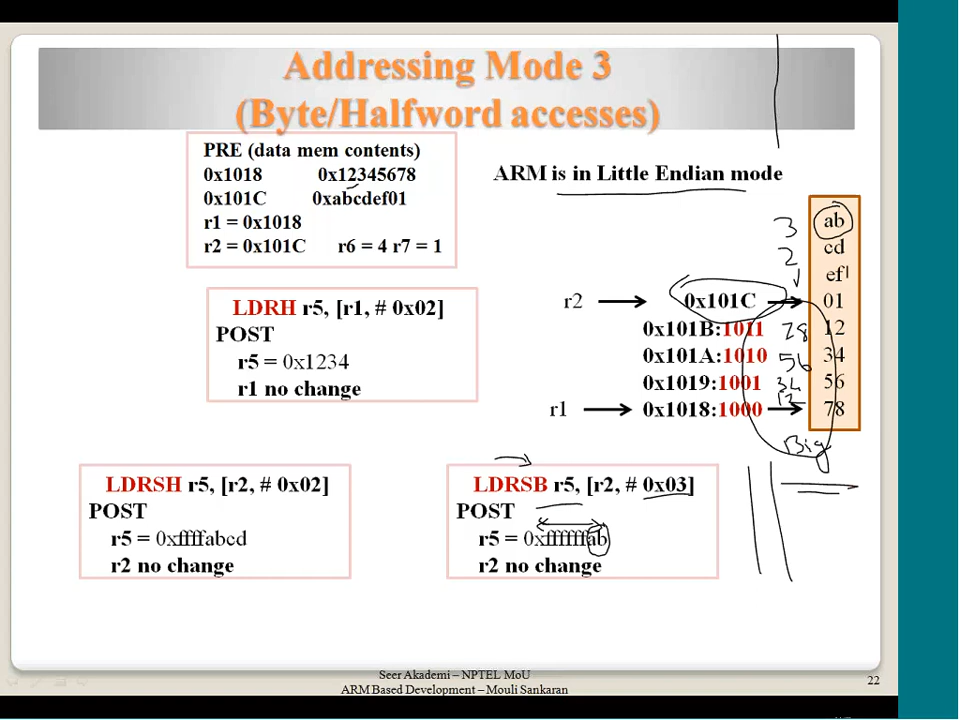 Addressing Mode 3
(Byte/Halfword accesses)
PRE (data mem contents)
0x1018 0x12345678
0x101C 0xabcdef01
r1 = 0x1018
r2 = 0x101C r6 = 4 r7 = 1
ARM is in Little Endian mode
3 ab
2 cd
ef
r2 0x101C 01
0x101B:1011 78 12
0x101A:1010 56 34
0x1019:1001 34 56
r1 0x1018:1000 12 78
Big
LDRH r5, [r1, # 0x02]
POST
r5 = 0x1234
r1 no change
LDRSH r5, [r2, # 0x02]
POST
r5 = 0xffffabcd
r2 no change
LDRSB r5, [r2, # 0x03]
POST
r5 = 0xffffffab
r2 no change
Seer Akademi – NPTEL MoU
ARM Based Development – Mouli Sankaran
22